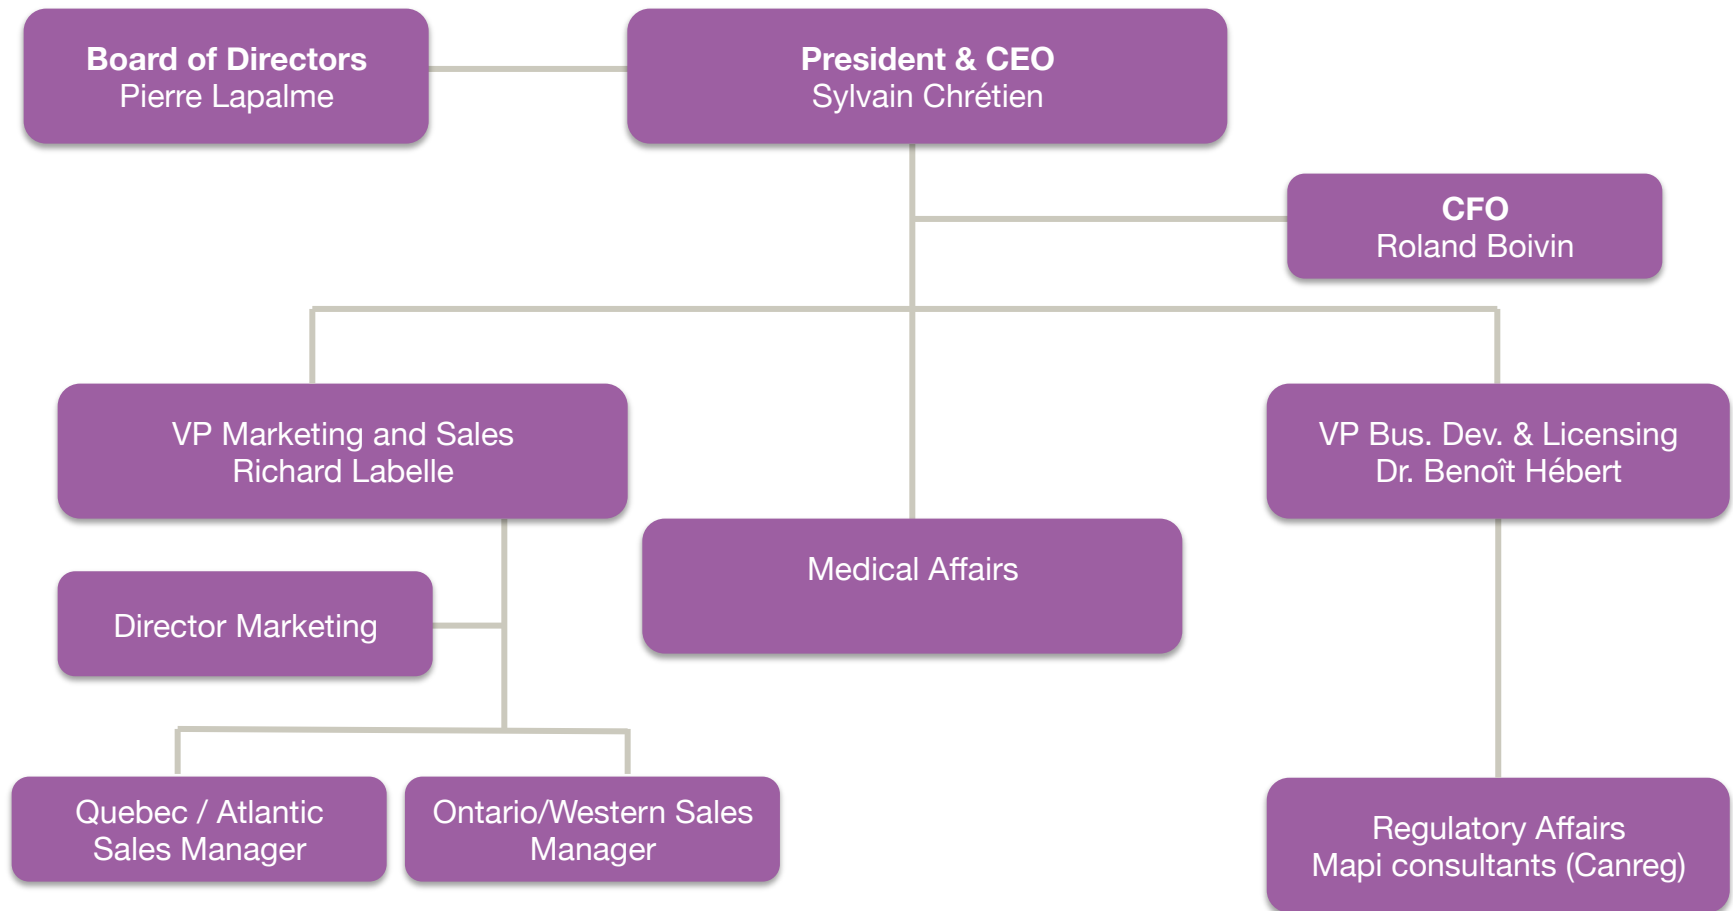 Board of Directors
Pierre Lapalme
President & CEO
Sylvain Chrétien
CFO
Roland Boivin
VP Marketing and Sales
Richard Labelle
VP Bus. Dev. & Licensing
Dr. Benoît Hébert
Medical Affairs
Director Marketing
Quebec / Atlantic
Sales Manager
Ontario/Western Sales
Manager
Regulatory Affairs
Mapi consultants (Canreg)